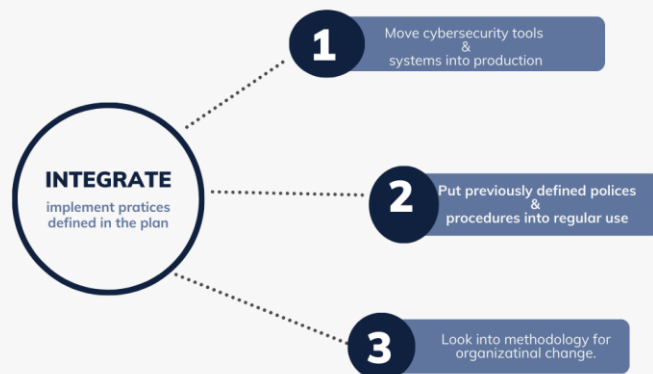 INTEGRATE
implement pratices
defined in the plan
1
Move cybersecurity tools
&
systems into production
2
Put previously defined polices
&
procedures into regular use
3
Look into methodology for
organizatinal change.